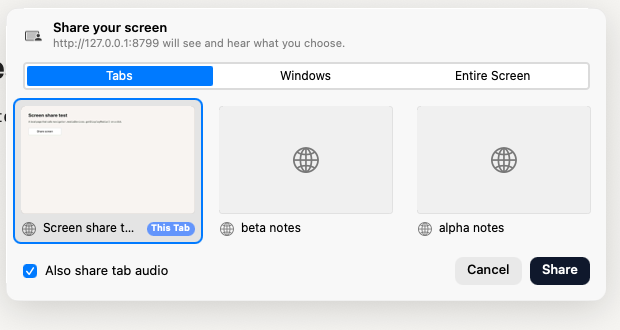 Share your screen
http://127.0.0.1:8799 will see and hear what you choose.
Tabs Windows Entire Screen
Screen share test
Share screen
Screen share t... This Tab beta notes alpha notes
Also share tab audio Cancel Share